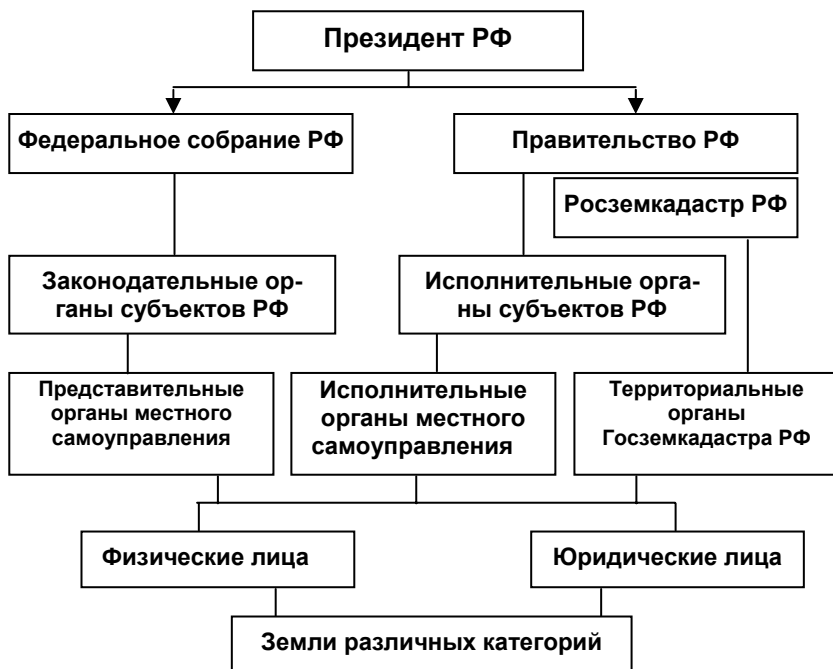 Президент РФ
Федеральное собрание РФ
Правительство РФ
Росземкадастр РФ
Законодательные ор-
ганы субъектов РФ
Исполнительные орга-
ны субъектов РФ
Представительные
органы местного
самоуправления
Исполнительные
органы местного
самоуправления
Территориальные
органы
Госземкадастра РФ
Физические лица
Юридические лица
Земли различных категорий